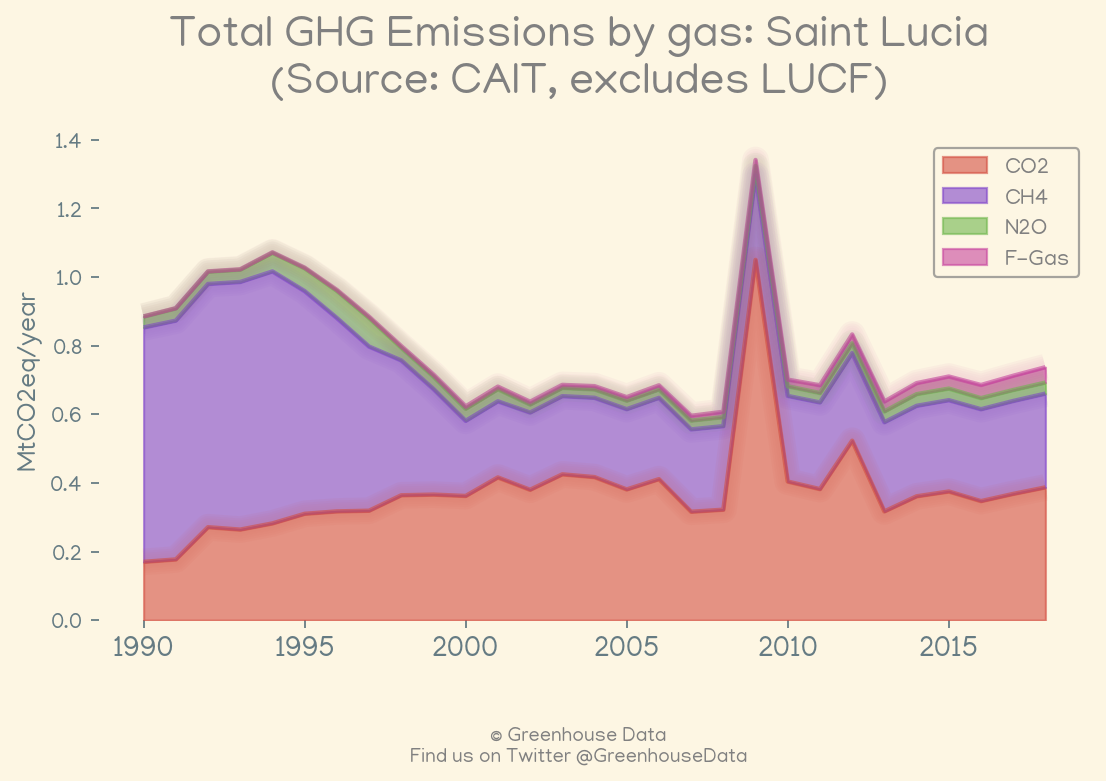 Total GHG Emissions by gas: Saint Lucia
(Source: CAIT, excludes LUCF)
MtCO2eq/year
1.4
1.2
1.0
0.8
0.6
0.4
0.2
0.0
CO2
CH4
N2O
F-Gas
1990 1995 2000 2005 2010 2015
© Greenhouse Data
Find us on Twitter @GreenhouseData